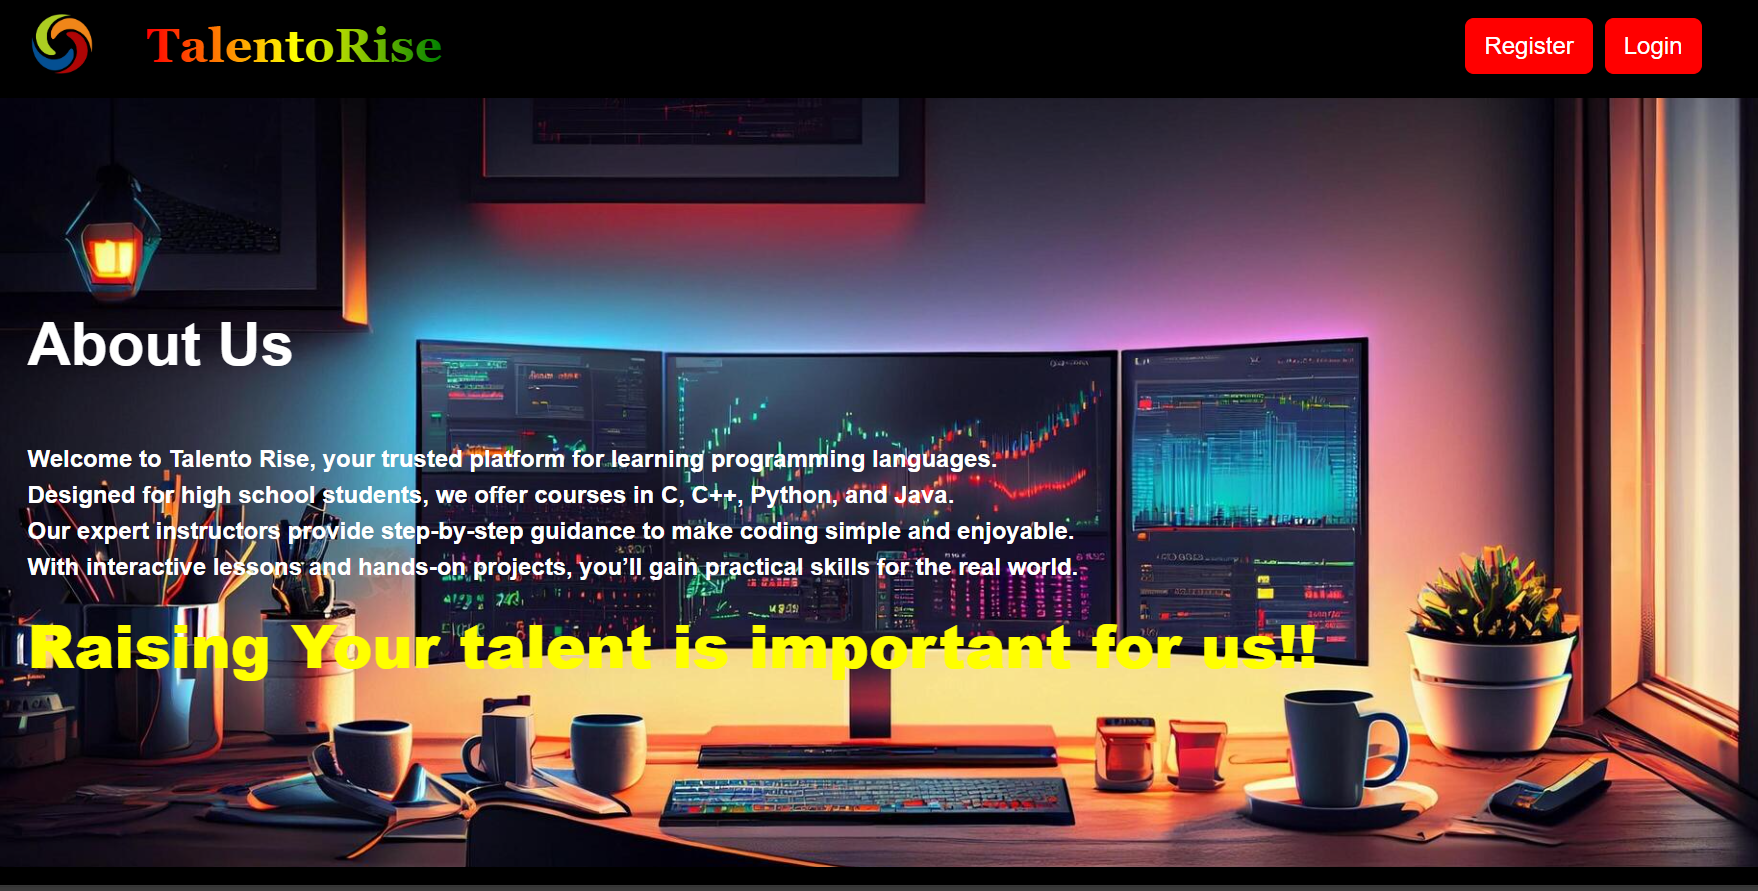 TalentoRise
Register
Login
About Us
Welcome to Talento Rise, your trusted platform for learning programming languages.
Designed for high school students, we offer courses in C, C++, Python, and Java.
Our expert instructors provide step-by-step guidance to make coding simple and enjoyable.
With interactive lessons and hands-on projects, you’ll gain practical skills for the real world.
Raising Your talent is important for us!!